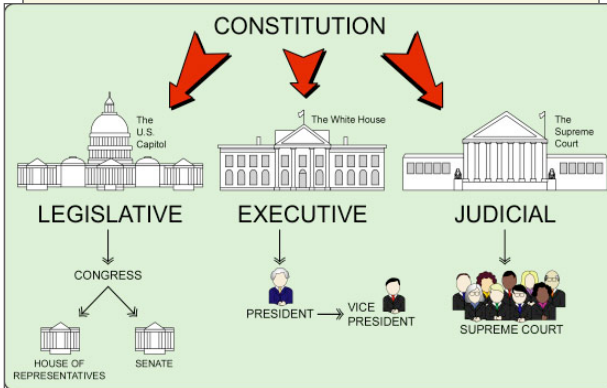 CONSTITUTION
The
U.S.
Capitol
The White House
The
Supreme
Court
LEGISLATIVE
EXECUTIVE
JUDICIAL
CONGRESS
HOUSE OF
REPRESENTATIVES
SENATE
PRESIDENT
VICE
PRESIDENT
SUPREME COURT